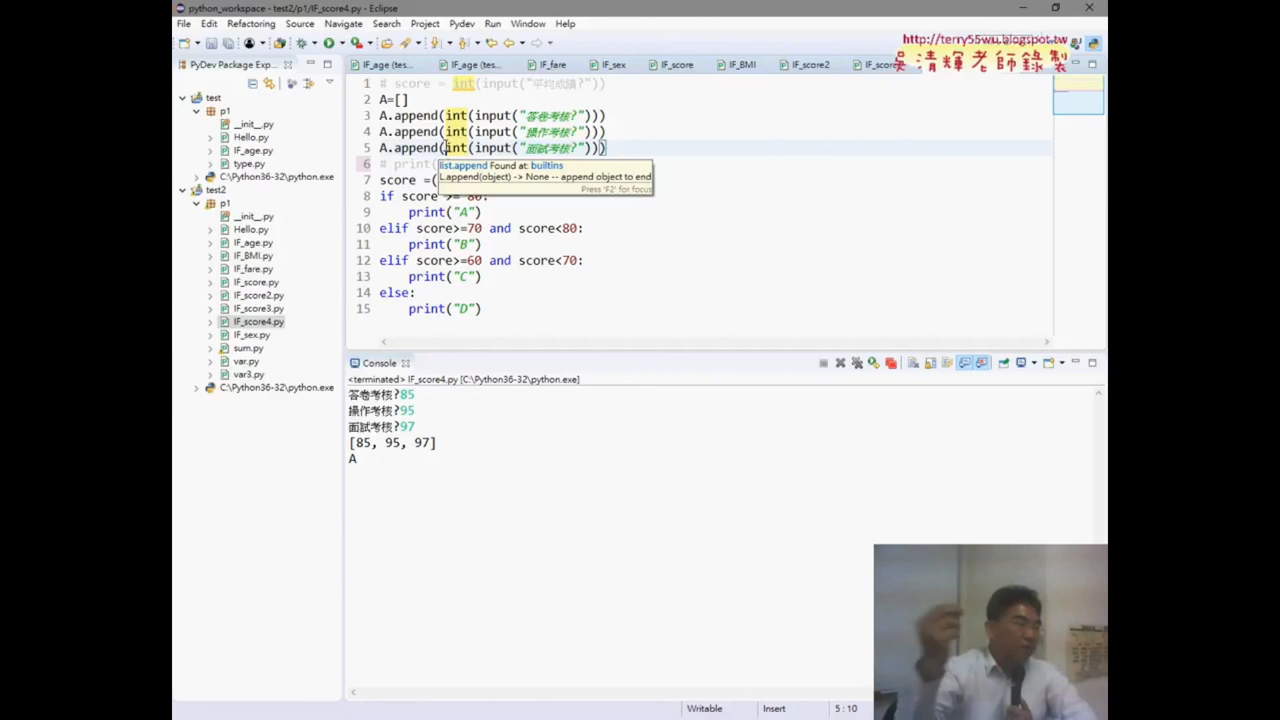 python_workspace - test2/p1/IF_score4.py - Eclipse
File Edit Refactoring Source Navigate Search Project Pydev Run Window Help
http://terry55wu.blogspot.tw
吳清輝老師錄製
PyDev Package Exp...
IF_age (tes...
IF_age (tes...
IF_fare
IF_sex
IF_score
IF_BMI
IF_score2
IF_score
test
p1
__init__.py
Hello.py
IF_age.py
type.py
C:\Python36-32\python.exe
test2
p1
__init__.py
Hello.py
IF_age.py
IF_BMI.py
IF_fare.py
IF_score.py
IF_score2.py
IF_score3.py
IF_score4.py
IF_sex.py
sum.py
var.py
var3.py
C:\Python36-32\python.exe
1 # score = int(input("平均成績?"))
2 A=[]
3 A.append(int(input("答卷考核?")))
4 A.append(int(input("操作考核?")))
5 A.append(int(input("面試考核?")))
6 # print(
list.append Found at: builtins
L.append(object) -> None -- append object to end
Press 'F2' for focus
7 score =(
8 if score >= 80:
9 print("A")
10 elif score>=70 and score<80:
11 print("B")
12 elif score>=60 and score<70:
13 print("C")
14 else:
15 print("D")
Console
<terminated> IF_score4.py [C:\Python36-32\python.exe]
答卷考核?85
操作考核?95
面試考核?97
[85, 95, 97]
A
Writable Insert 5 : 10